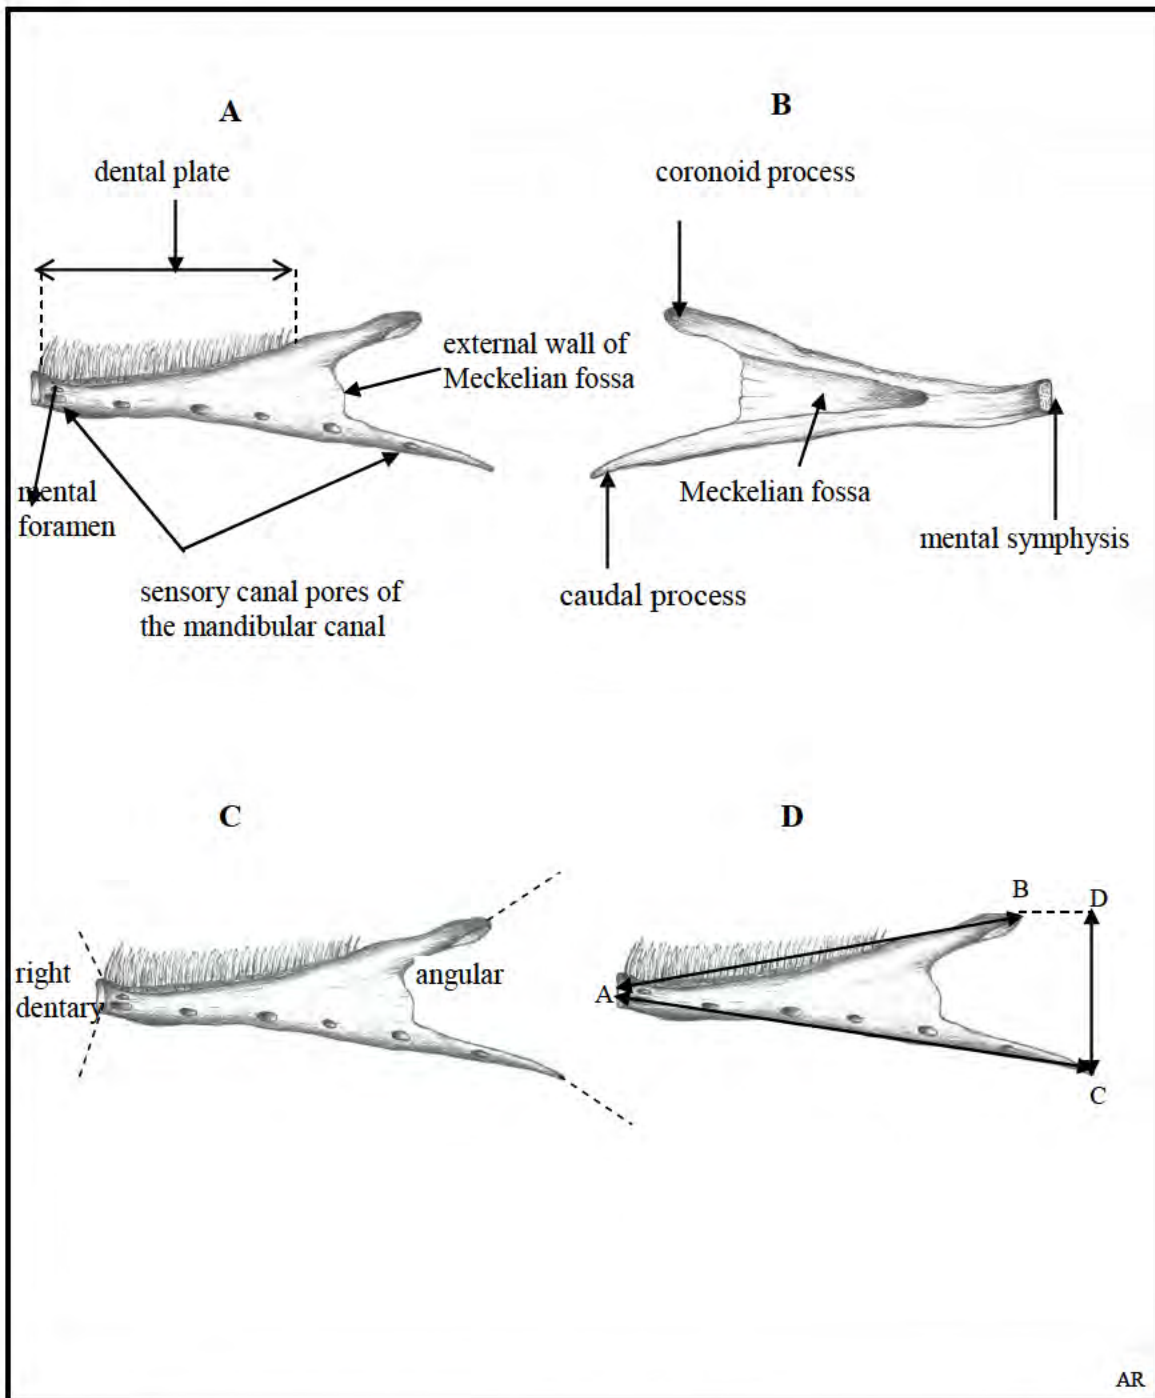 A
B
dental plate
coronoid process
external wall of
Meckelian fossa
mental
foramen
Meckelian fossa
mental symphysis
sensory canal pores of
the mandibular canal
caudal process
C
D
right
dentary
angular
A
B
D
C
AR